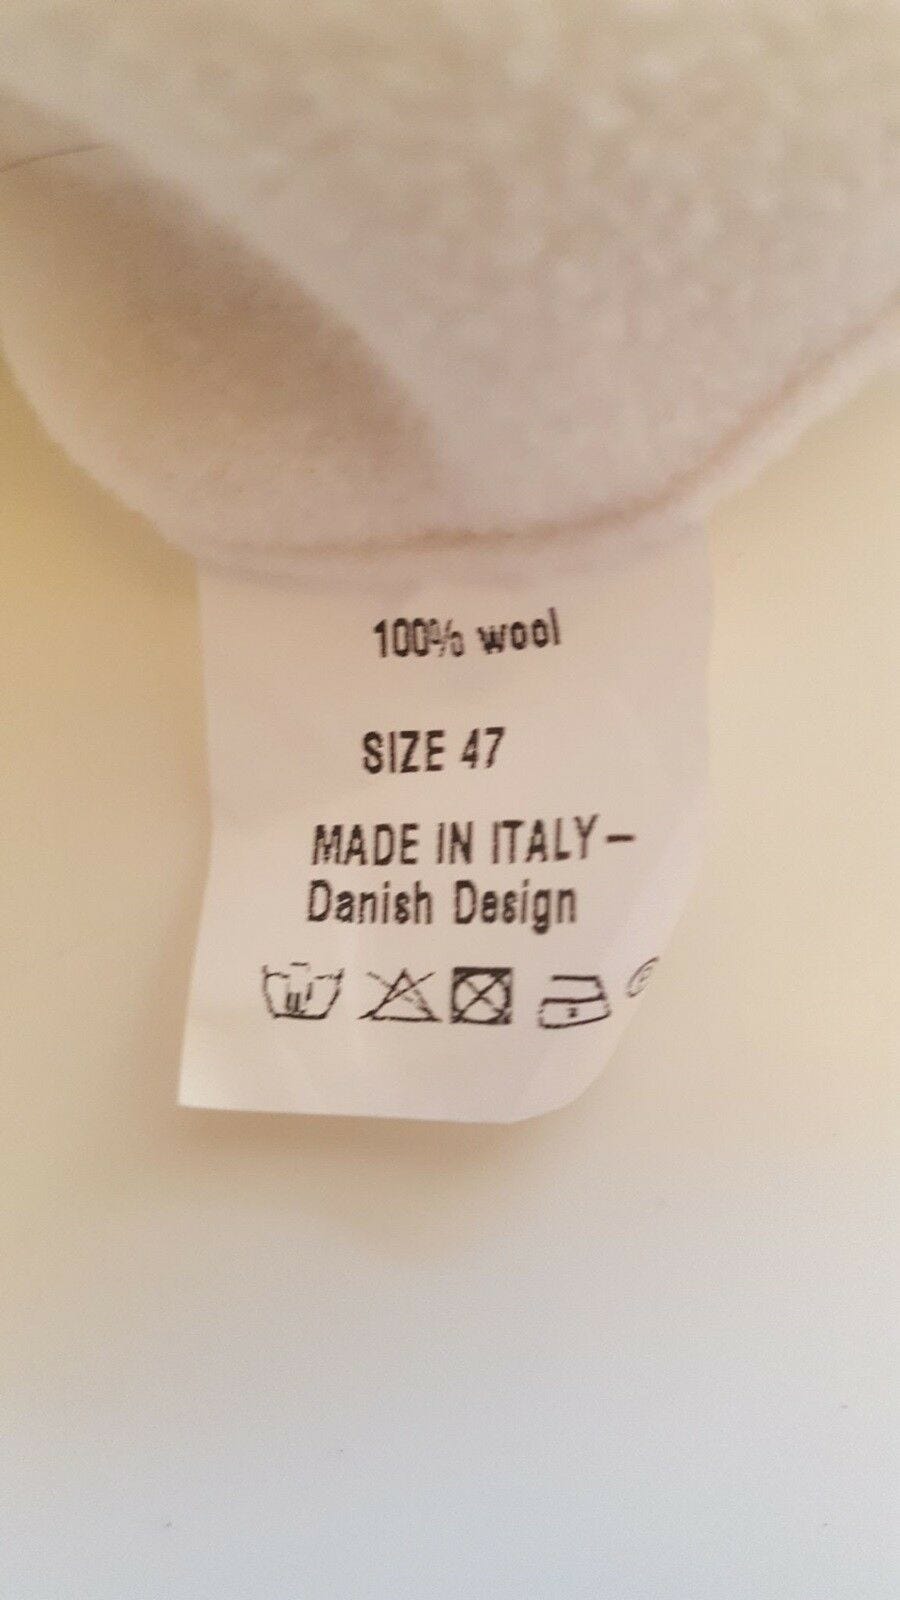 100% wool
SIZE 47
MADE IN ITALY–
Danish Design